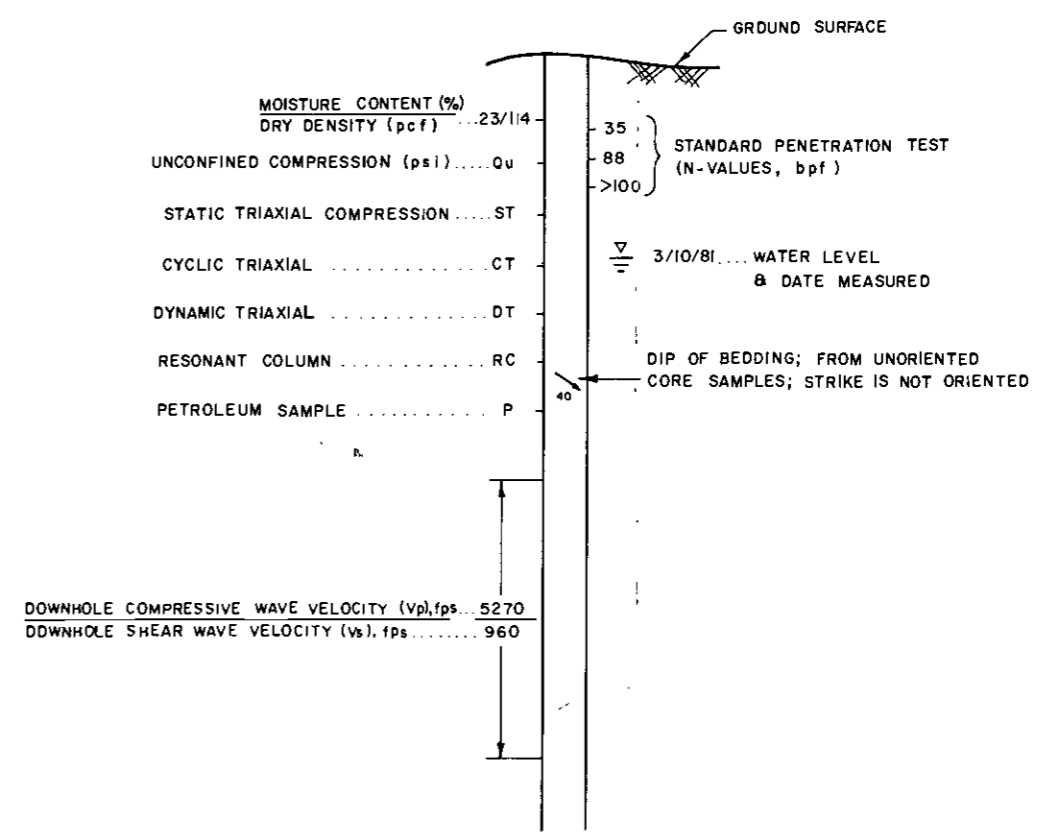 GROUND SURFACE
MOISTURE CONTENT (%)
DRY DENSITY (pcf) ...23/114
35
88
>100
STANDARD PENETRATION TEST
(N-VALUES, bpf)
UNCONFINED COMPRESSION (psi).....Qu
STATIC TRIAXIAL COMPRESSION.....ST
CYCLIC TRIAXIAL .............CT
3/10/81.... WATER LEVEL
& DATE MEASURED
DYNAMIC TRIAXIAL .............DT
RESONANT COLUMN............RC
DIP OF BEDDING; FROM UNORIENTED
CORE SAMPLES; STRIKE IS NOT ORIENTED
40
PETROLEUM SAMPLE ........... P
DOWNHOLE COMPRESSIVE WAVE VELOCITY (Vp),fps...5270
DOWNHOLE SHEAR WAVE VELOCITY (Vs), fps........960